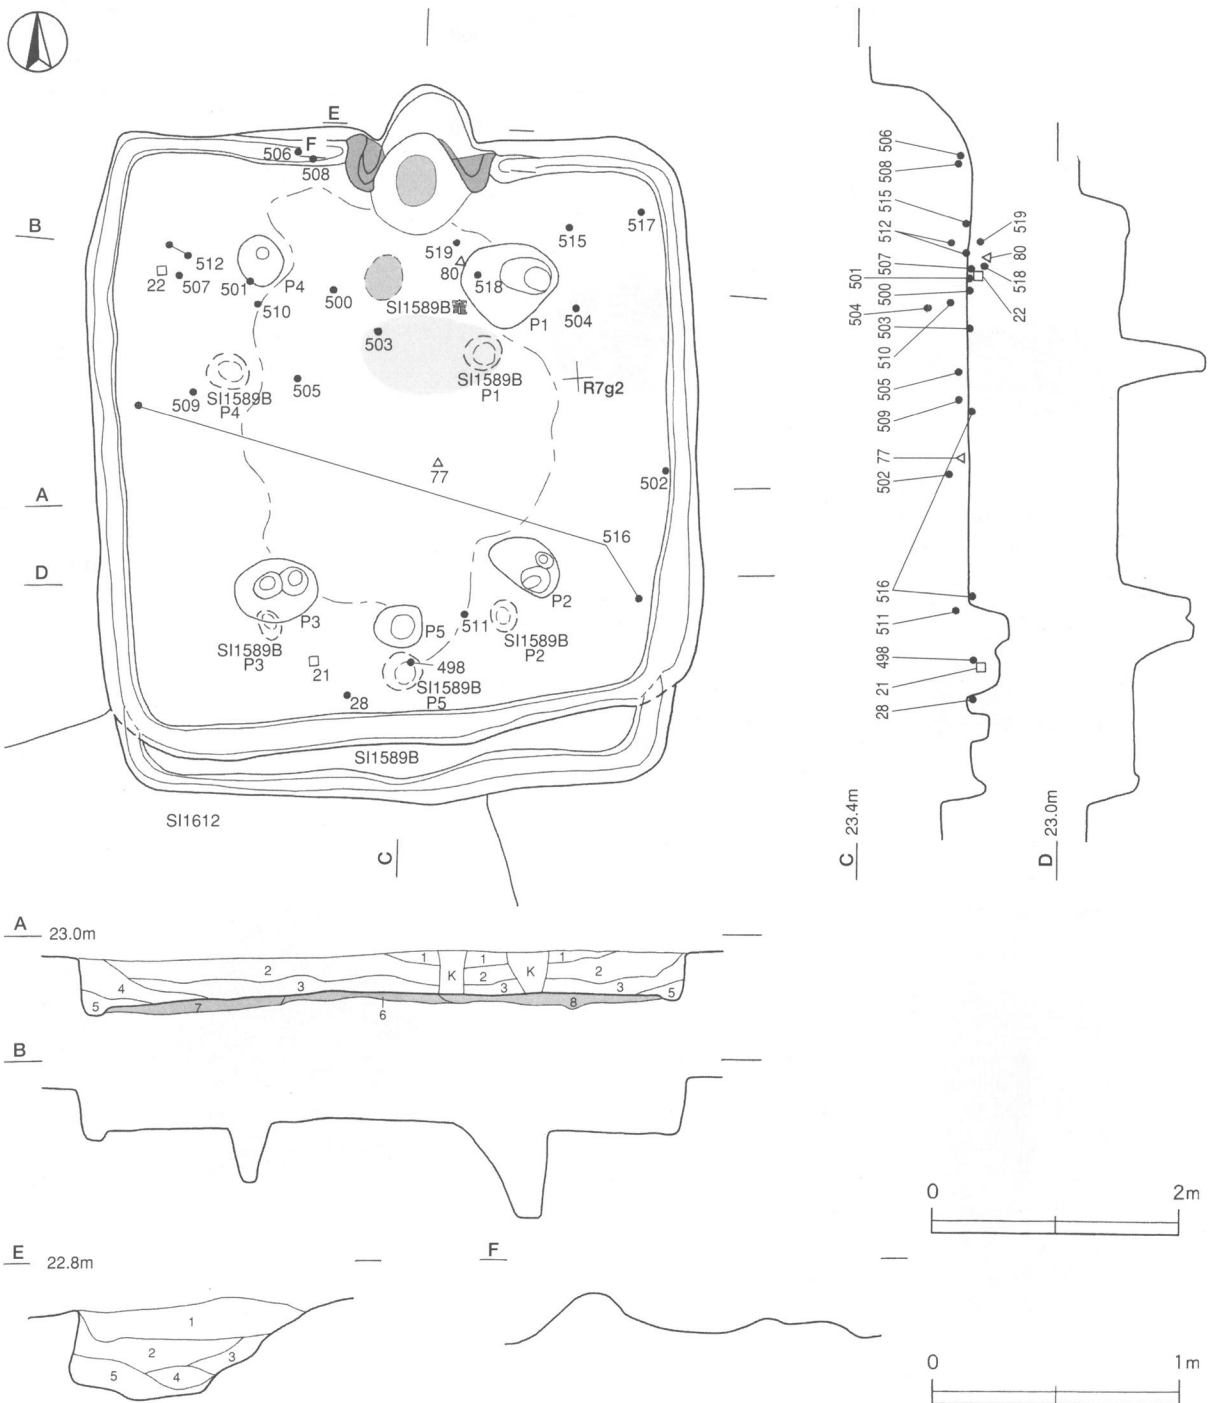 E
F
506
508
B
517
515
519
512
80
22
507
501
P4
518
500
510
SI1589B竈
P1
504
503
SI1589B
P1
R7g2
505
509
SI1589B
P4
77
502
A
516
D
P2
P3
511
P5
SI1589B
P3
SI1589B
P2
498
21
SI1589B
P5
28
SI1589B
SI1612
C
506
508
515
512
519
80
507
518
501
500
22
504
503
510
505
509
77
502
516
511
498
21
28
C 23.4m
D 23.0m
A 23.0m
1 1 1
2 K 2 K 2
4 3 3 3 5
5 7 6 8
B
E 22.8m
1
2 3
5 4
F
0 2m
0 1m